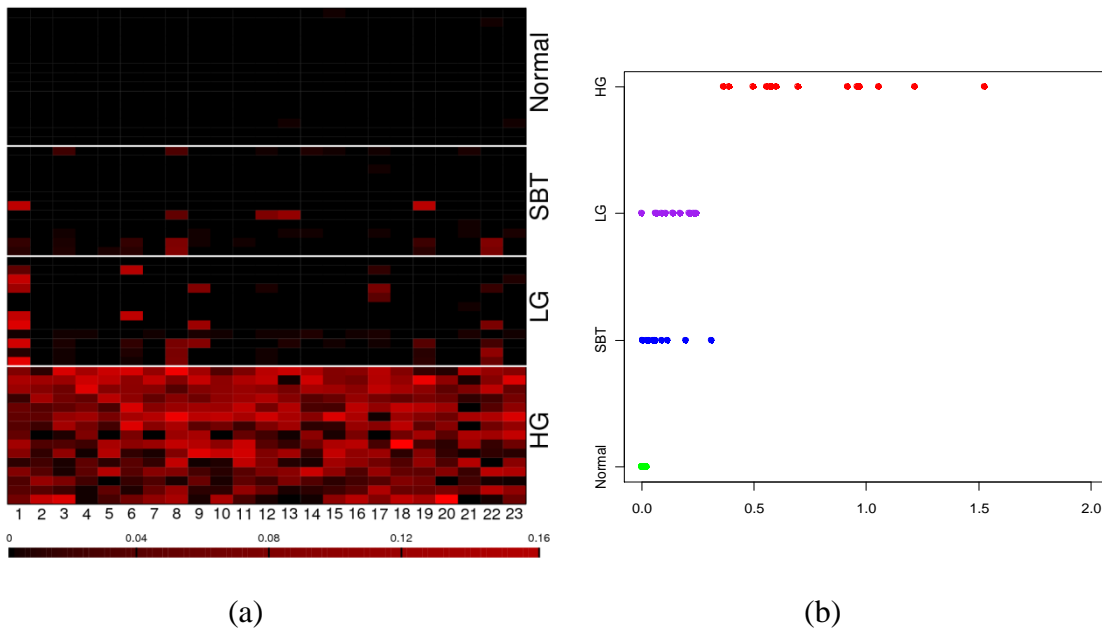 Normal
SBT
LG
HG
1 2 3 4 5 6 7 8 9 10 11 12 13 14 15 16 17 18 19 20 21 22 23
0 0.04 0.08 0.12 0.16
(a)
HG
LG
SBT
Normal
0.0 0.5 1.0 1.5 2.0
(b)